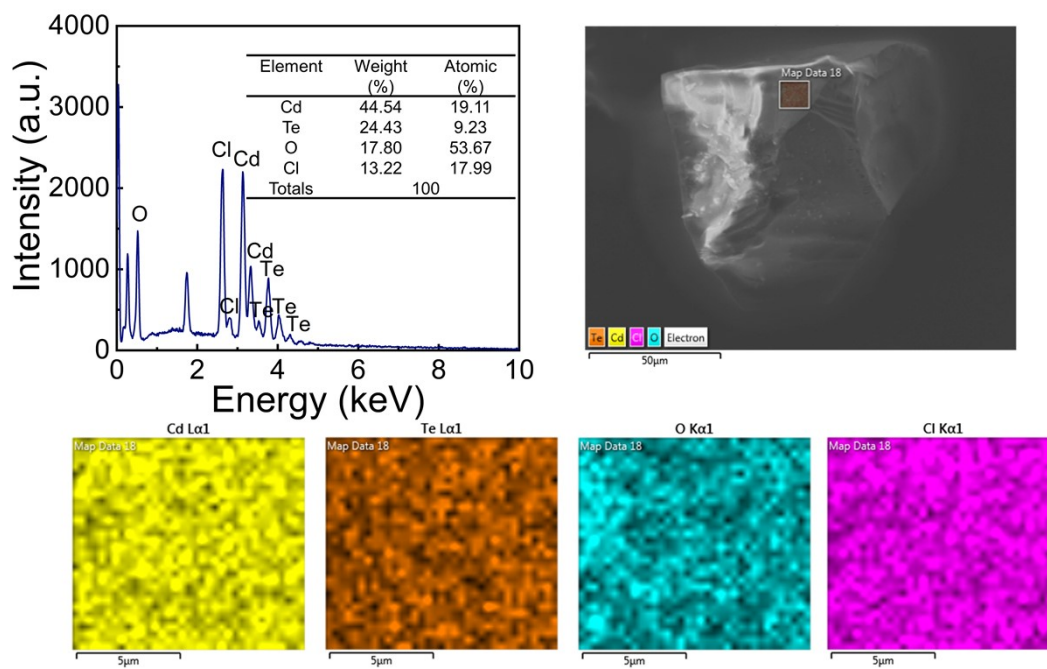 4000
3000
2000
1000
0
Intensity (a.u.)
0 2 4 6 8 10
Energy (keV)
O
Cl
Cd
Cl
Cd
Te
Te
Te
Te
Element Weight (%) Atomic (%)
Cd 44.54 19.11
Te 24.43 9.23
O 17.80 53.67
Cl 13.22 17.99
Totals 100
Map Data 18
Te Cd Cl O Electron
50μm
Cd Lα1
Map Data 18
5μm
Te Lα1
Map Data 18
5μm
O Kα1
Map Data 18
5μm
Cl Kα1
Map Data 18
5μm